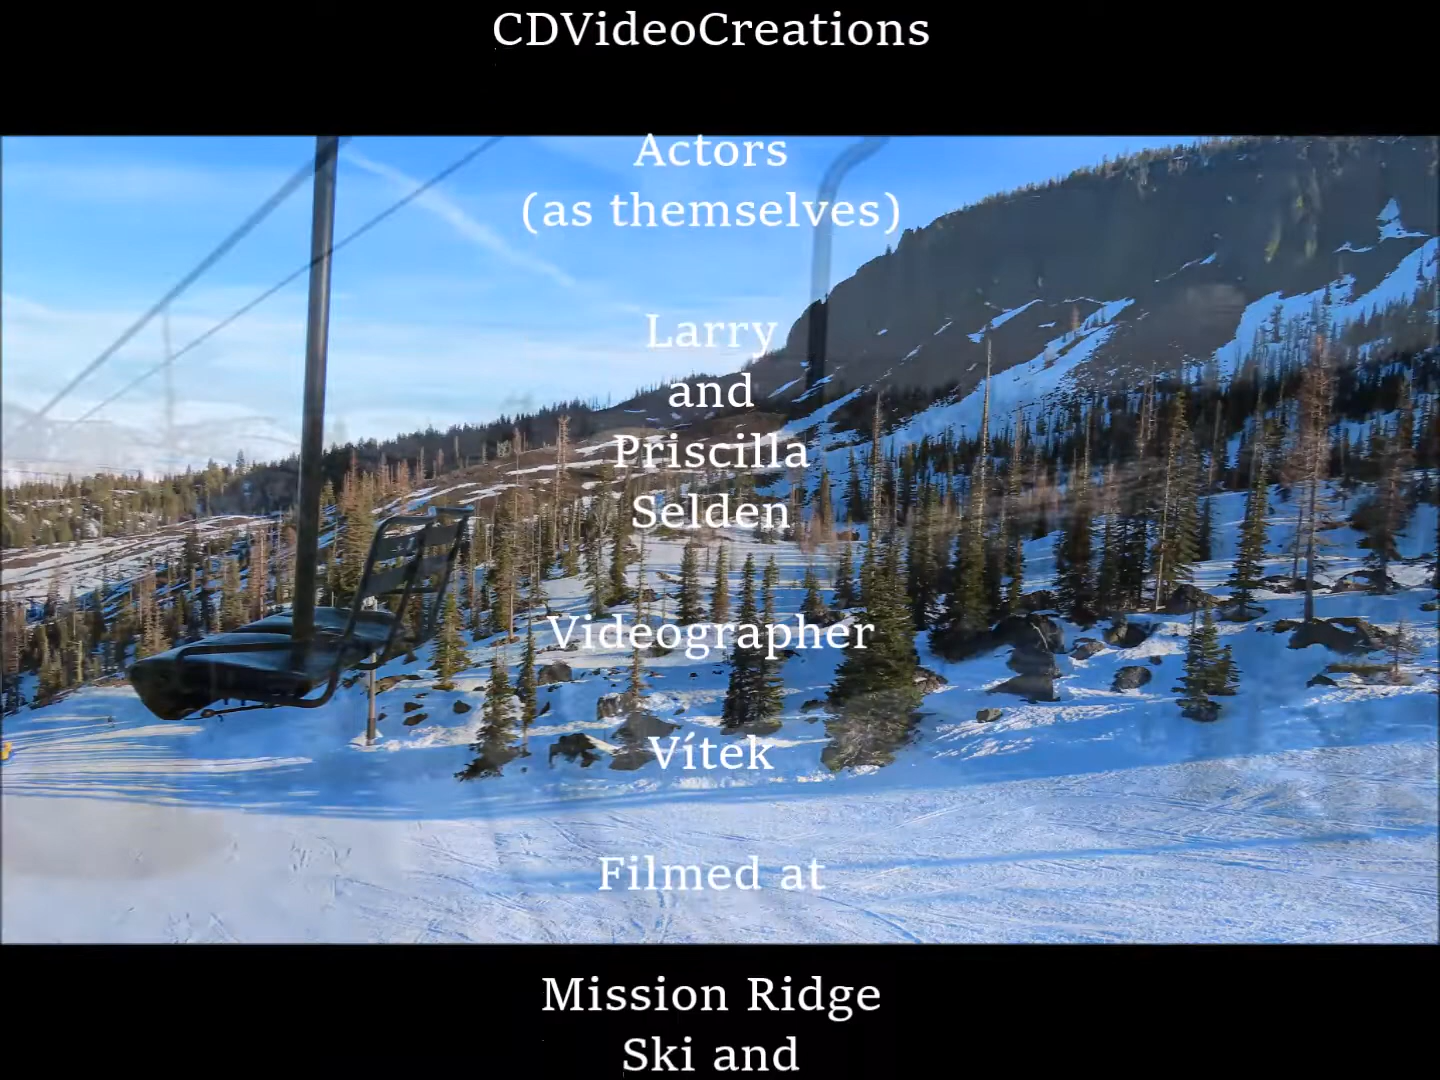 CDVideoCreations
Actors
(as themselves)
Larry
and
Priscilla
Selden
Videographer
Vítek
Filmed at
Mission Ridge
Ski and